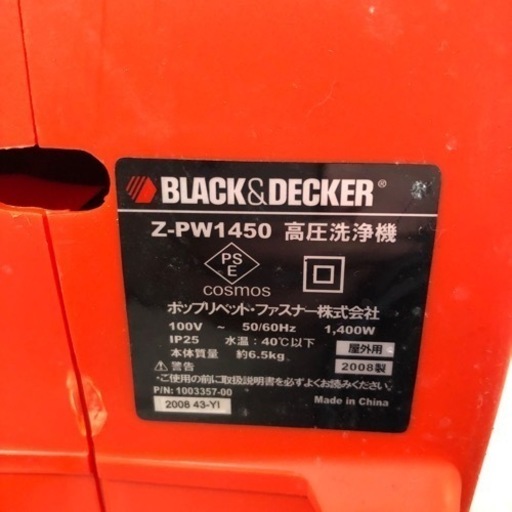 BLACK&DECKER®
Z-PW1450 高圧洗浄機
PS
E
cosmos
ポップリベット・ファスナー株式会社
100V ~ 50/60Hz 1,400W
IP25 水温:40℃以下 屋外用
本体質量 約6.5kg 2008製
⚠警告
・ご使用の前に取扱説明書を必ずよくお読みください。
P/N: 1003357-00
2008 43-YI Made in China